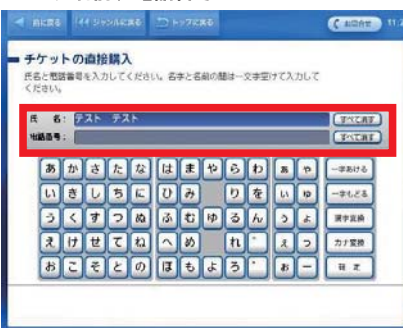 前に戻る ジャンルに戻る トップに戻る お問合せ
チケットの直接購入
氏名と電話番号を入力してください。名字と名前の間は一文字空けて入力して
ください。
氏 名: テスト テスト すべて消す
電話番号: すべて消す
あ か さ た な は ま や ら わ ぁ ゃ 一字あける
い き し ち に ひ み り を ぃ ゅ 一字もどる
う く す つ ぬ ふ む ゆ る ん ぅ ょ 漢字変換
え け せ て ね へ め れ ゛ ぇ っ カナ変換
お こ そ と の ほ も よ ろ ゜ ぉ ー 確定